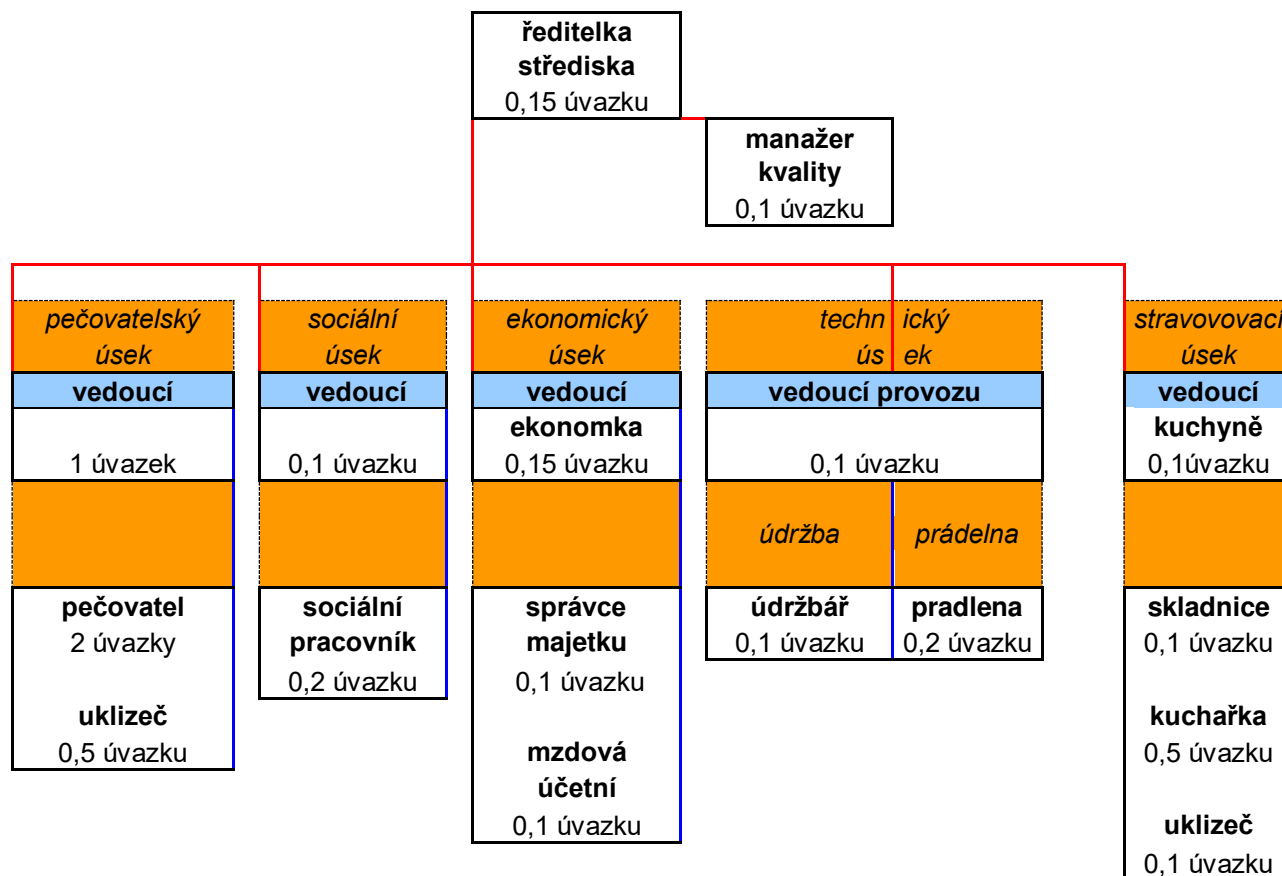 ředitelka
střediska
0,15 úvazku
manažer
kvality
0,1 úvazku
pečovatelský
úsek
vedoucí
1 úvazek
pečovatel
2 úvazky
uklizeč
0,5 úvazku
sociální
úsek
vedoucí
0,1 úvazku
sociální
pracovník
0,2 úvazku
ekonomický
úsek
vedoucí
ekonomka
0,15 úvazku
správce
majetku
0,1 úvazku
mzdová
účetní
0,1 úvazku
techn ický
ús ek
vedoucí provozu
0,1 úvazku
údržba
údržbář
0,1 úvazku
prádelna
pradlena
0,2 úvazku
stravovovací
úsek
vedoucí
kuchyně
0,1úvazku
skladnice
0,1 úvazku
kuchařka
0,5 úvazku
uklizeč
0,1 úvazku